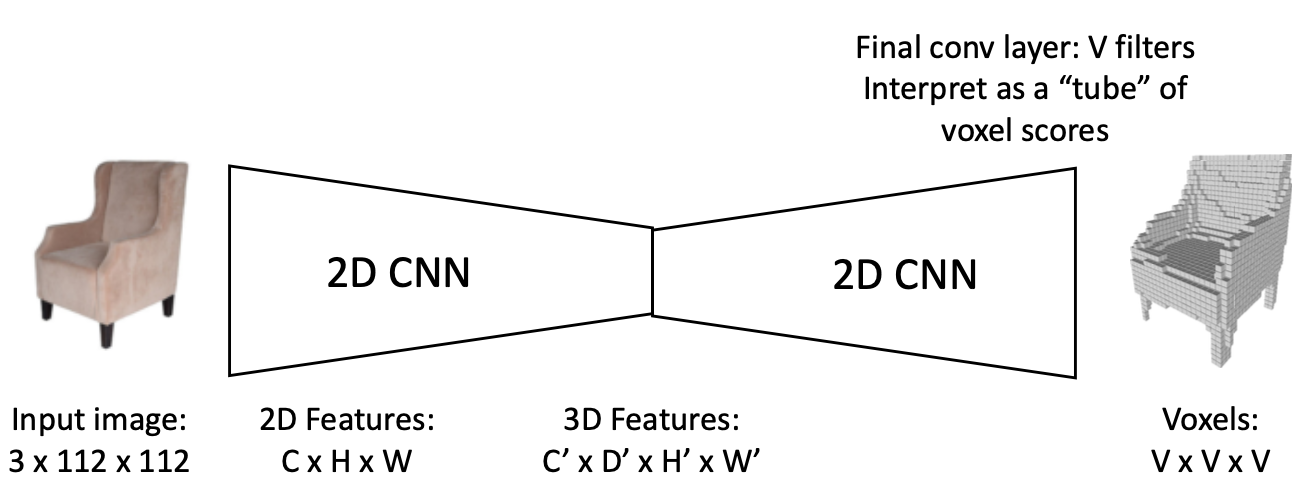 Final conv layer: V filters
Interpret as a “tube” of
voxel scores
2D CNN
2D CNN
Input image:
3 x 112 x 112
2D Features:
C x H x W
3D Features:
C’ x D’ x H’ x W’
Voxels:
V x V x V